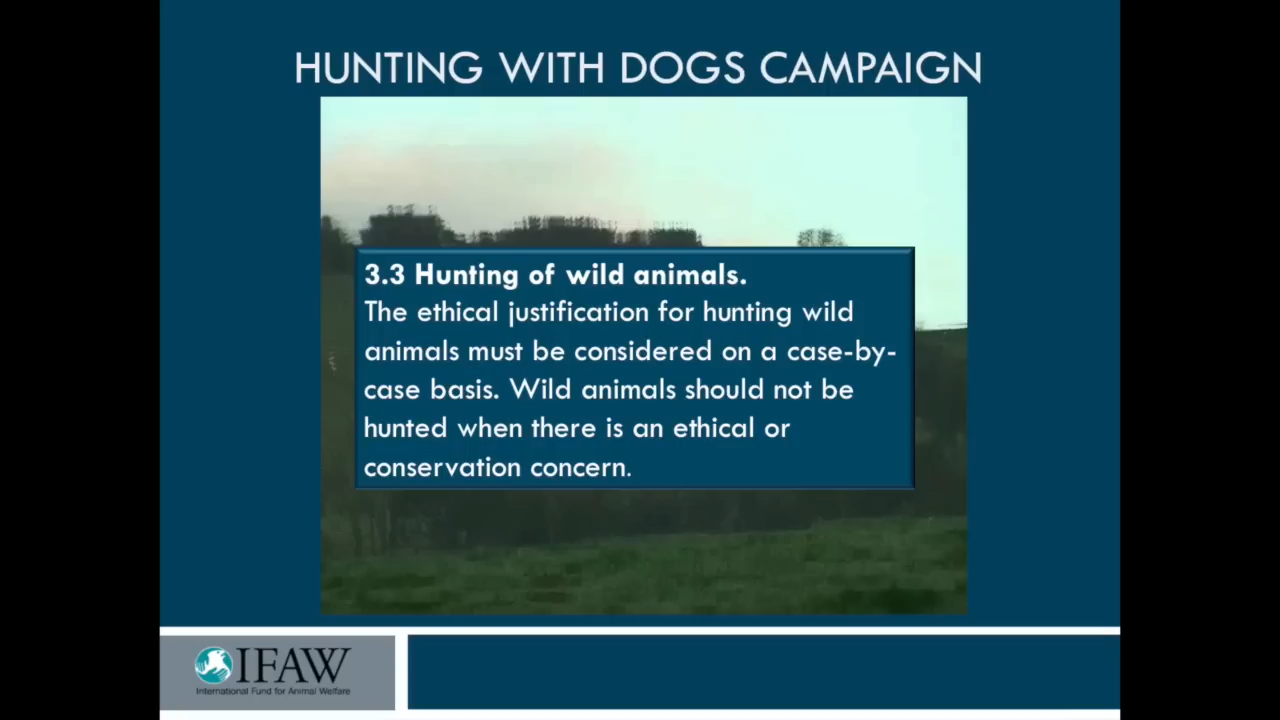 HUNTING WITH DOGS CAMPAIGN
3.3 Hunting of wild animals.
The ethical justification for hunting wild
animals must be considered on a case-by-
case basis. Wild animals should not be
hunted when there is an ethical or
conservation concern.
IFAW
International Fund for Animal Welfare